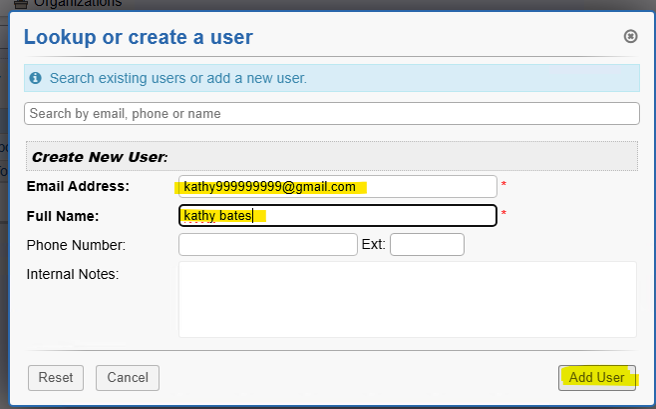 Organizations
Lookup or create a user
Search existing users or add a new user.
Search by email, phone or name
Create New User:
Email Address: kathy999999999@gmail.com *
Full Name: kathy bates *
Phone Number: Ext:
Internal Notes:
Reset Cancel Add User